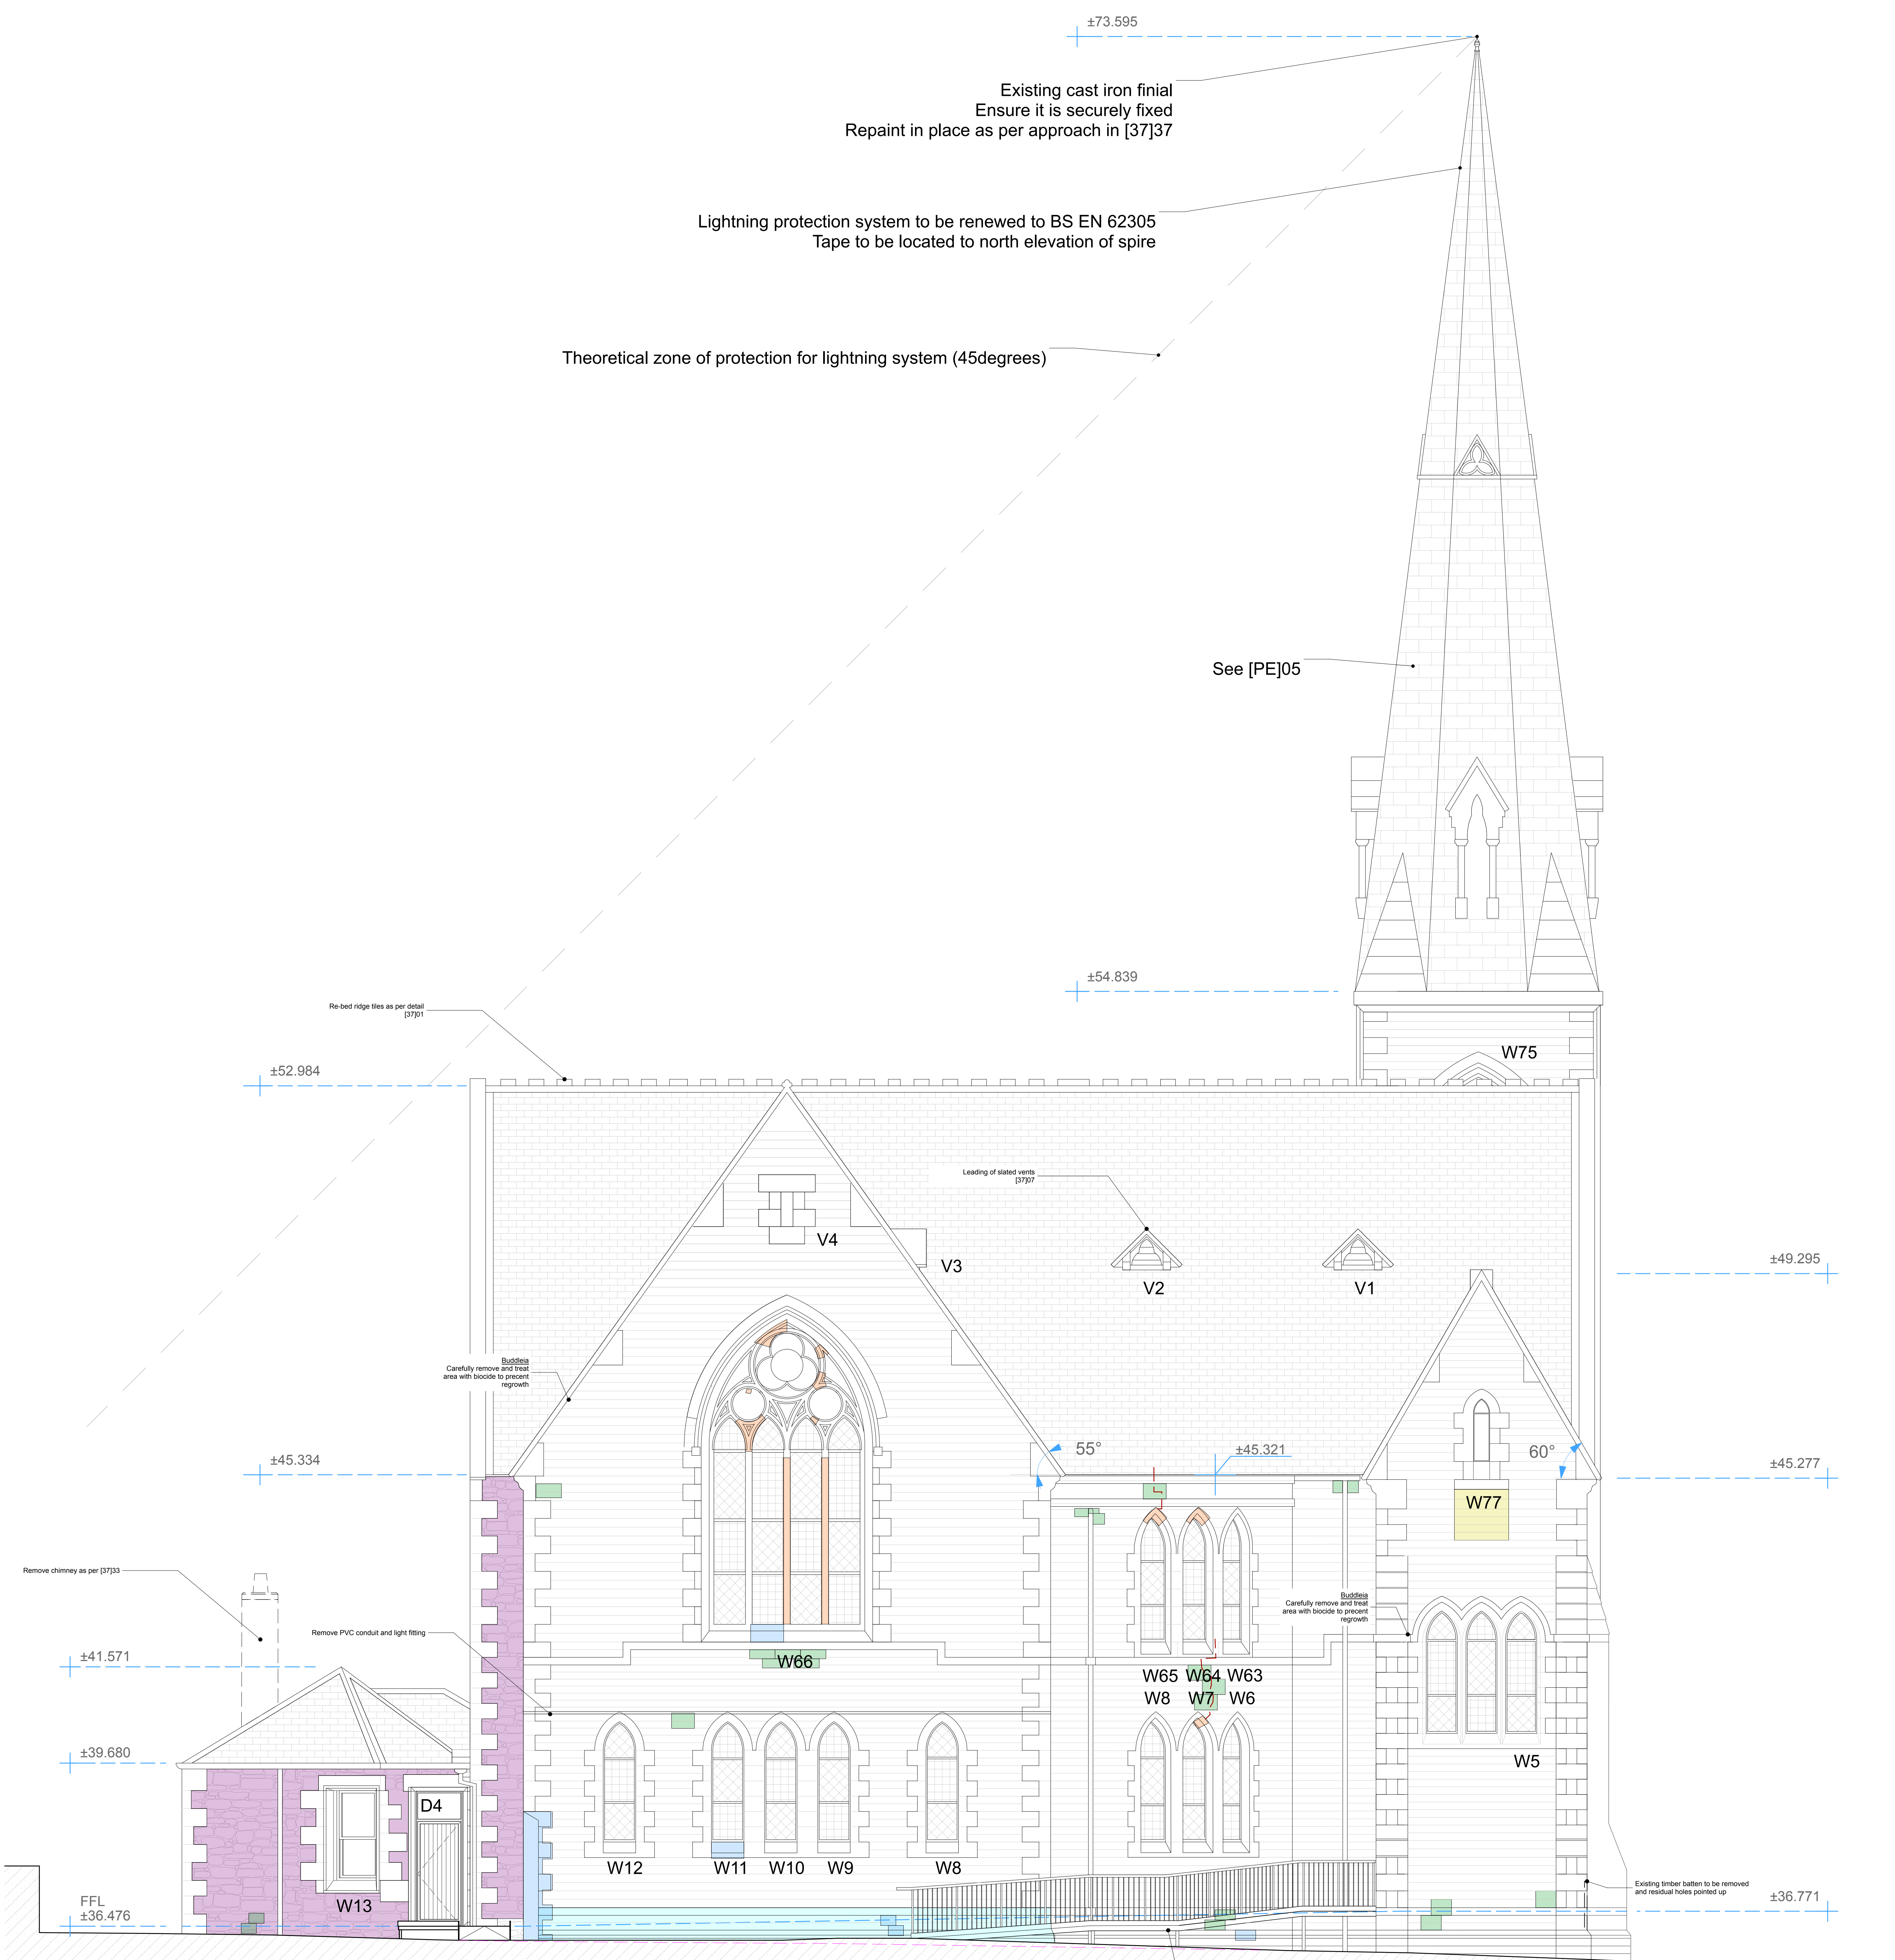 ±73.595
Existing cast iron finial
Ensure it is securely fixed
Repaint in place as per approach in [37]37
Lightning protection system to be renewed to BS EN 62305
Tape to be located to north elevation of spire
Theoretical zone of protection for lightning system (45degrees)
See [PE]05
±54.839
Re-bed ridge tiles as per detail
[37]01
W75
±52.984
Leading of slated vents
[37]07
V4
V3
V2
V1
±49.295
Buddleia
Carefully remove and treat
area with biocide to precent
regrowth
55°
±45.321
60°
±45.334
±45.277
W77
Remove chimney as per [37]33
Buddleia
Carefully remove and treat
area with biocide to precent
regrowth
Remove PVC conduit and light fitting
W66
±41.571
W65 W64 W63
W8 W7 W6
±39.680
W5
D4
W12
W11
W10
W9
W8
W13
Existing timber batten to be removed
and residual holes pointed up
FFL
±36.476
±36.771